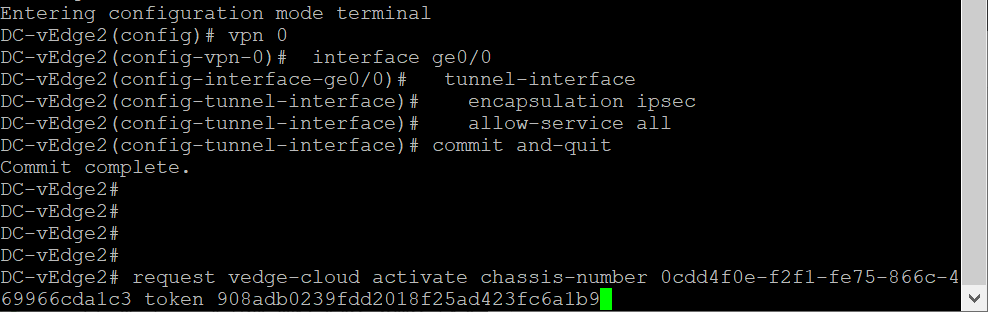 Entering configuration mode terminal
DC-vEdge2(config)# vpn 0
DC-vEdge2(config-vpn-0)#  interface ge0/0
DC-vEdge2(config-interface-ge0/0)#   tunnel-interface
DC-vEdge2(config-tunnel-interface)#    encapsulation ipsec
DC-vEdge2(config-tunnel-interface)#    allow-service all
DC-vEdge2(config-tunnel-interface)# commit and-quit
Commit complete.
DC-vEdge2#
DC-vEdge2#
DC-vEdge2#
DC-vEdge2#
DC-vEdge2# request vedge-cloud activate chassis-number 0cdd4f0e-f2f1-fe75-866c-4
69966cda1c3 token 908adb0239fdd2018f25ad423fc6a1b9